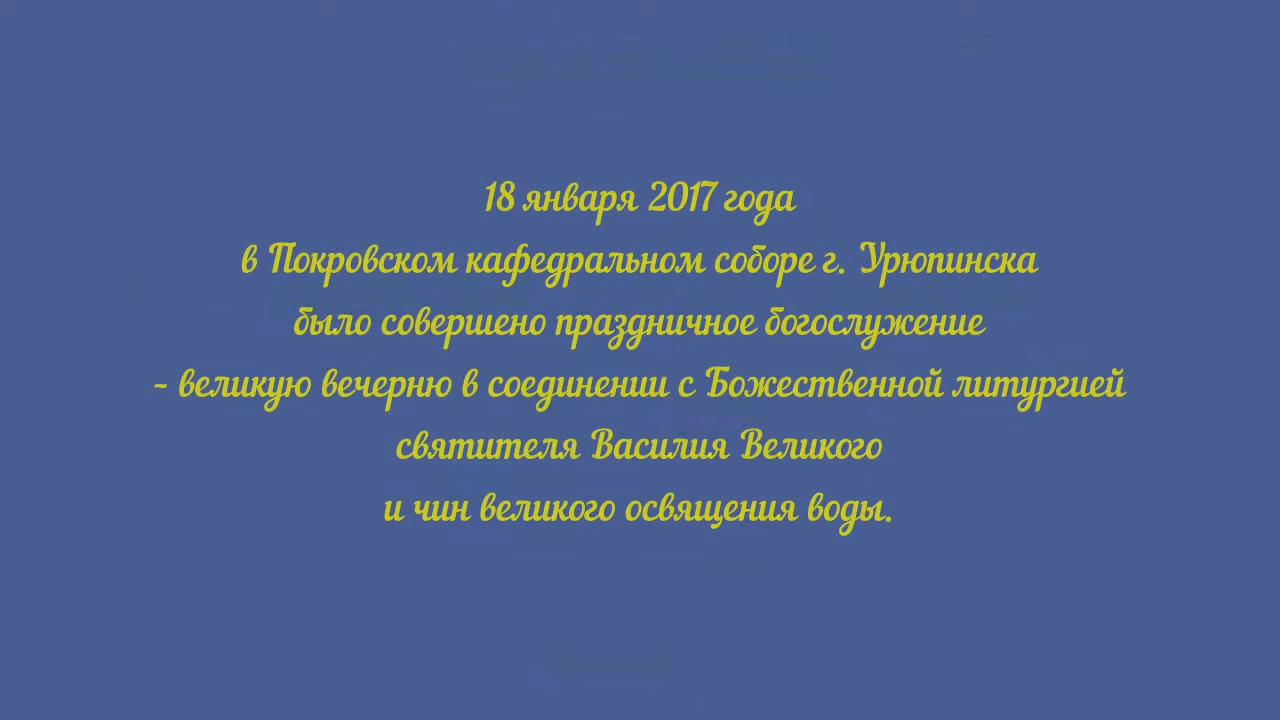 18 января 2017 года
в Покровском кафедральном соборе г. Урюпинска
было совершено праздничное богослужение
- великую вечерню в соединении с Божественной литургией
святителя Василия Великого
и чин великого освящения воды.